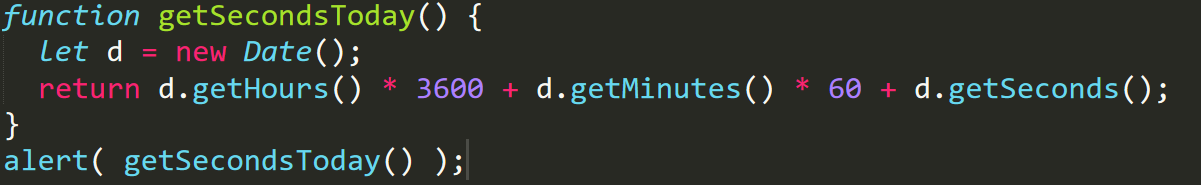 function getSecondsToday() {
  let d = new Date();
  return d.getHours() * 3600 + d.getMinutes() * 60 + d.getSeconds();
}
alert( getSecondsToday() );